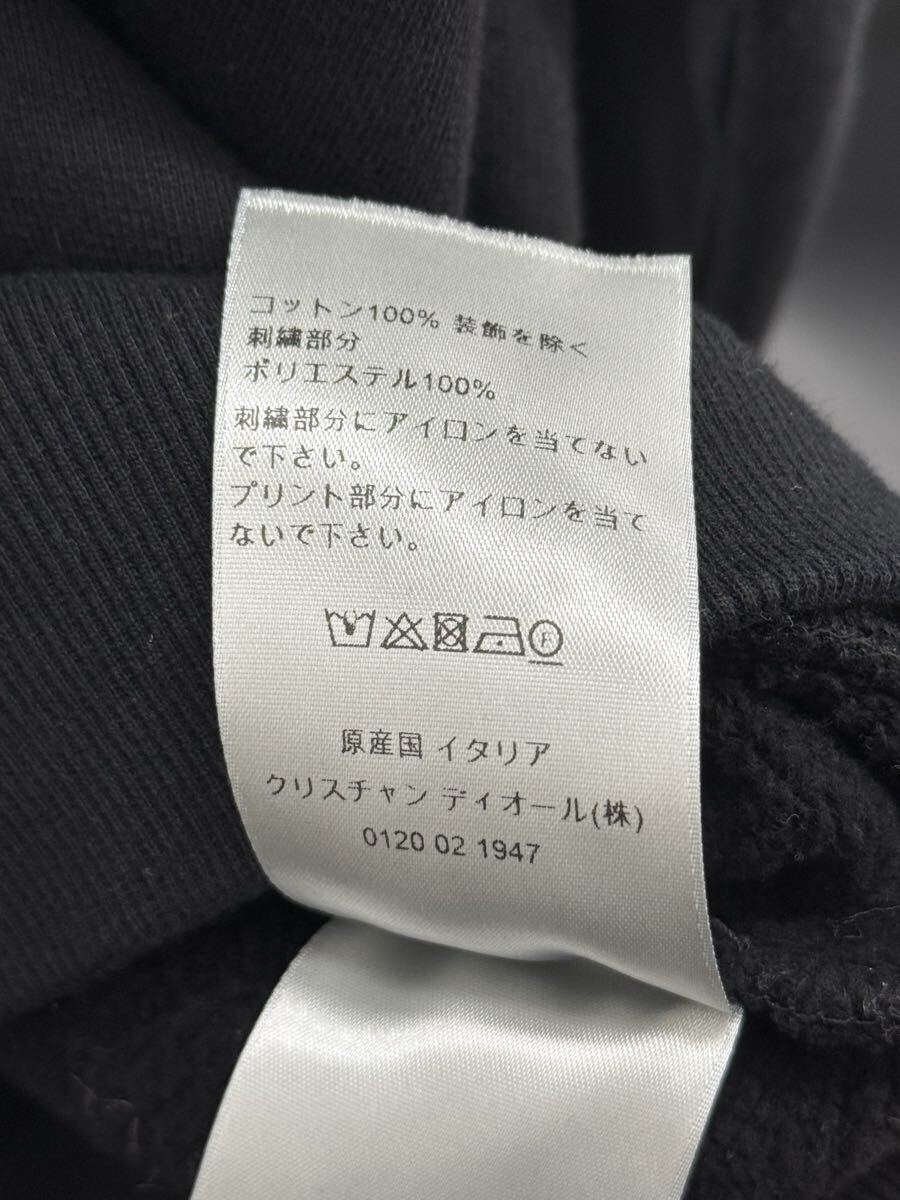 コットン100% 装飾を除く
刺繍部分
ポリエステル100%
刺繍部分にアイロンを当てない
で下さい。
プリント部分にアイロンを当て
ないで下さい。
F
原産国 イタリア
クリスチャン ディオール(株)
0120 02 1947